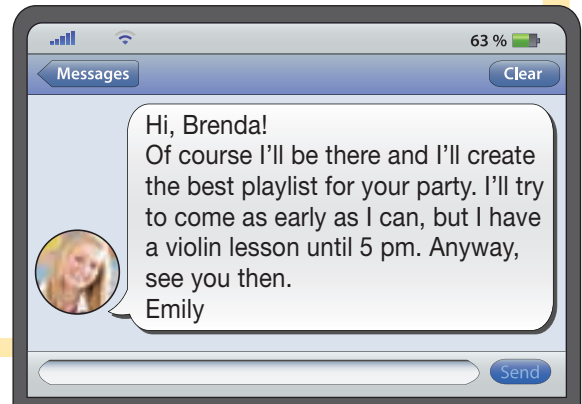 63 %
Messages
Clear
Hi, Brenda!
Of course I'll be there and I'll create
the best playlist for your party. I'll try
to come as early as I can, but I have
a violin lesson until 5 pm. Anyway,
see you then.
Emily
Send